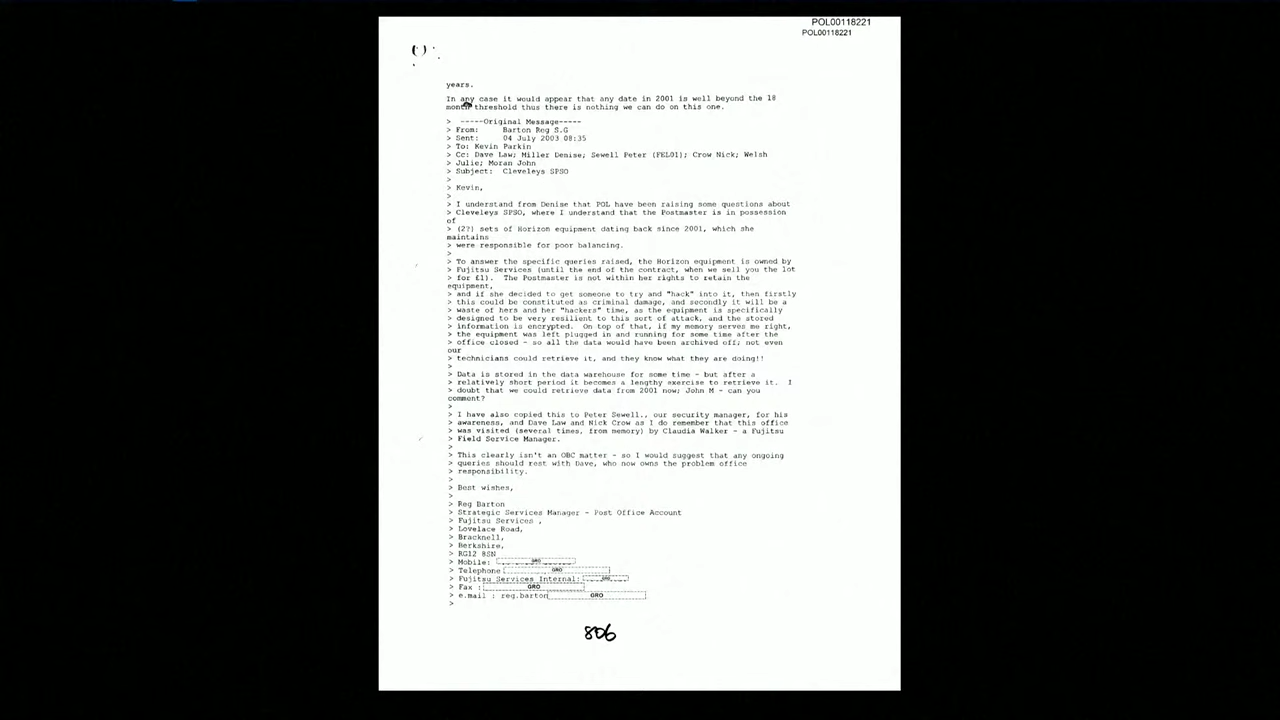 POL00118221
POL00118221
years.
In any case it would appear that any date in 2001 is well beyond the 18
month threshold thus there is nothing we can do on this one.
> -----Original Message-----
> From: Barton Reg S.G
> Sent: 04 July 2003 08:35
> To: Kevin Parkin
> Cc: Dave Law; Miller Denise; Sewell Peter (FEL01); Crow Nick; Welsh
> Julie; Moran John
> Subject: Cleveleys SPSO
>
> Kevin,
>
> I understand from Denise that POL have been raising some questions about
> Cleveleys SPSO, where I understand that the Postmaster is in possession
of
> (2?) sets of Horizon equipment dating back since 2001, which she
maintains
> were responsible for poor balancing.
>
> To answer the specific queries raised, the Horizon equipment is owned by
> Fujitsu Services (until the end of the contract, when we sell you the lot
> for £1). The Postmaster is not within her rights to retain the
equipment,
> and if she decided to get someone to try and "hack" into it, then firstly
> this could be constituted as criminal damage, and secondly it will be a
> waste of hers and her "hackers" time, as the equipment is specifically
> designed to be very resilient to this sort of attack, and the stored
> information is encrypted. On top of that, if my memory serves me right,
> the equipment was left plugged in and running for some time after the
> office closed - so all the data would have been archived off; not even
our
> technicians could retrieve it, and they know what they are doing!!
>
> Data is stored in the data warehouse for some time - but after a
> relatively short period it becomes a lengthy exercise to retrieve it. I
> doubt that we could retrieve data from 2001 now; John M - can you
comment?
>
> I have also copied this to Peter Sewell., our security manager, for his
> awareness, and Dave Law and Nick Crow as I do remember that this office
> was visited (several times, from memory) by Claudia Walker - a Fujitsu
> Field Service Manager.
>
> This clearly isn't an OBC matter - so I would suggest that any ongoing
> queries should rest with Dave, who now owns the problem office
> responsibility.
>
> Best wishes,
>
> Reg Barton
> Strategic Services Manager - Post Office Account
> Fujitsu Services ,
> Lovelace Road,
> Bracknell,
> Berkshire,
> RG12 8SN
> Mobile: GRO
> Telephone GRO
> Fujitsu Services Internal: GRO
> Fax : GRO
> e.mail : reg.barton GRO
>
806